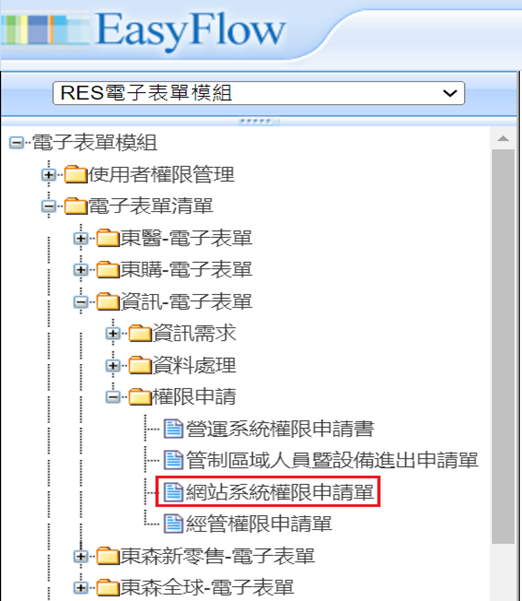 EasyFlow
RES電子表單模組
電子表單模組
使用者權限管理
電子表單清單
東醫-電子表單
東購-電子表單
資訊-電子表單
資訊需求
資料處理
權限申請
營運系統權限申請書
管制區域人員暨設備進出申請單
網站系統權限申請單
經管權限申請單
東森新零售-電子表單
東森全球-電子表單